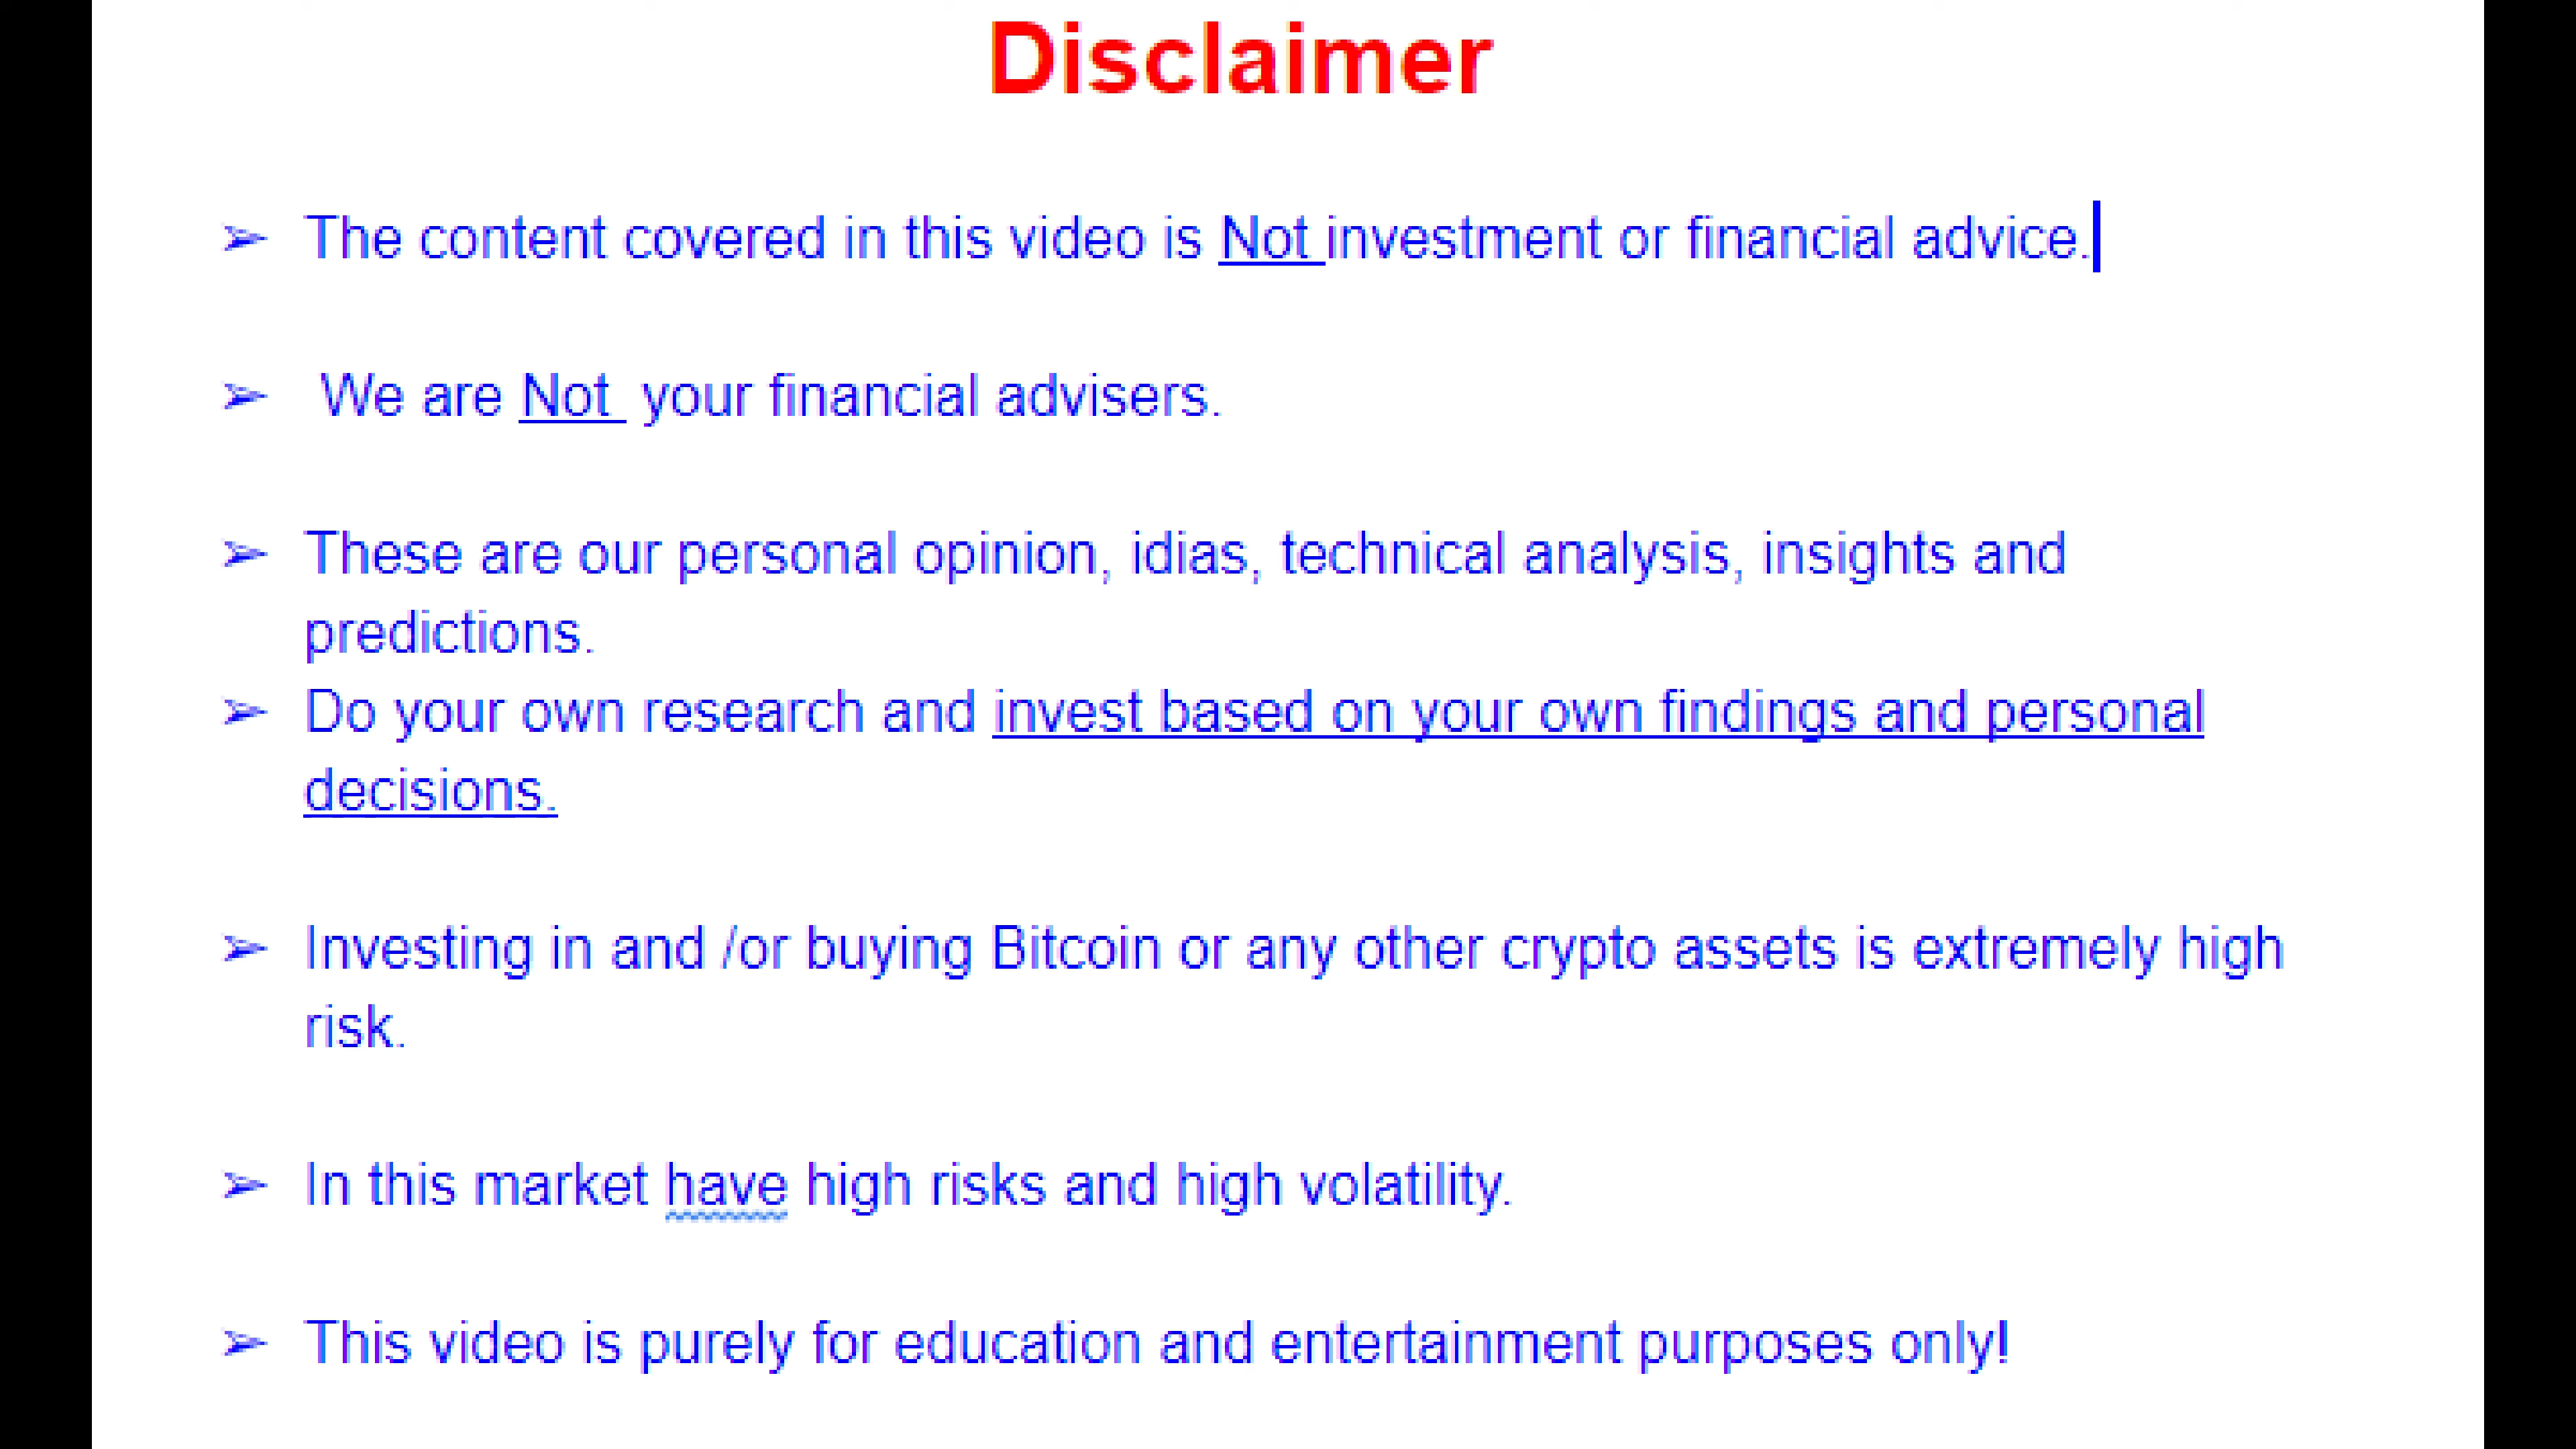 Disclaimer
➢ The content covered in this video is Not investment or financial advice.
➢ We are Not your financial advisers.
➢ These are our personal opinion, idias, technical analysis, insights and
predictions.
➢ Do your own research and invest based on your own findings and personal
decisions.
➢ Investing in and /or buying Bitcoin or any other crypto assets is extremely high
risk.
➢ In this market have high risks and high volatility.
➢ This video is purely for education and entertainment purposes only!